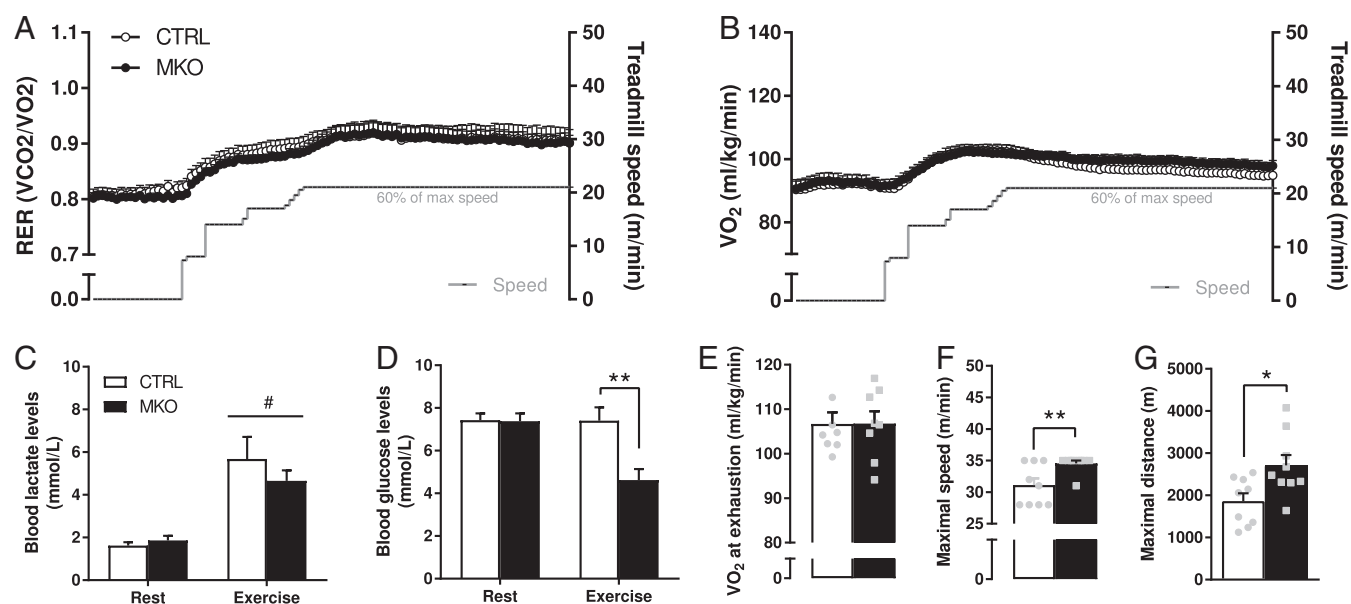 A
CTRL
MKO
RER (VCO2/VO2)
1.1
1.0
0.9
0.8
0.7
0.0
50
40
30
20
10
0
Treadmill speed (m/min)
60% of max speed
Speed
B
VO2 (ml/kg/min)
140
120
100
80
0
50
40
30
20
10
0
Treadmill speed (m/min)
60% of max speed
Speed
C
Blood lactate levels
(mmol/L)
10
8
6
4
2
0
CTRL
MKO
#
Rest
Exercise
D
Blood glucose levels
(mmol/L)
10
8
6
4
2
0
**
Rest
Exercise
E
VO2 at exhaustion (ml/kg/min)
120
110
100
90
80
0
F
Maximal speed (m/min)
50
45
40
35
30
25
0
**
G
Maximal distance (m)
5000
4000
3000
2000
1000
0
*